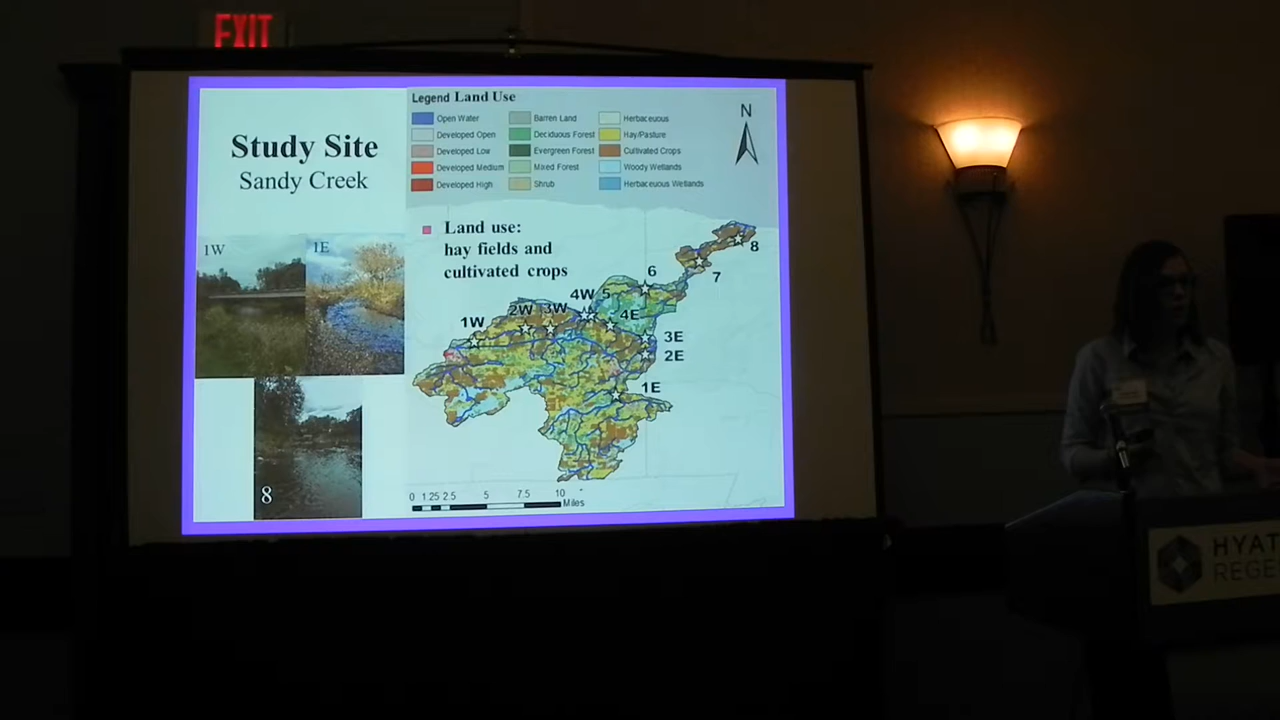 EXIT
Study Site
Sandy Creek
Legend Land Use
Open Water
Developed Open
Developed Low
Developed Medium
Developed High
Barren Land
Deciduous Forest
Evergreen Forest
Mixed Forest
Shrub
Herbaceous
Hay/Pasture
Cultivated Crops
Woody Wetlands
Herbaceous Wetlands
N
Land use:
hay fields and
cultivated crops
1W
1E
8
8
7
6
5
4W
4E
3W
2W
1W
3E
2E
1E
0 1.25 2.5 5 7.5 10
Miles
HYAT
REGE